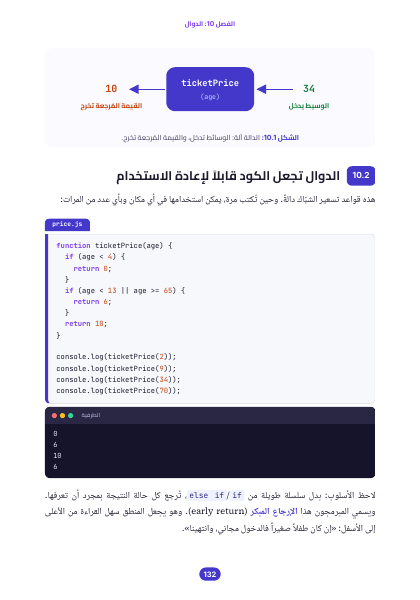 الفصل 10: الدوال
34
ticketPrice
(age)
10
الوسيط يدخل
القيمة المُرجعة تخرج
الشكل 10.1: الدالة آلة: الوسائط تدخل، والقيمة المُرجعة تخرج.
10.2 الدوال تجعل الكود قابلاً لإعادة الاستخدام
هذه قواعد تسعير الشبّاك دالةً. وحين تُكتب مرة، يمكن استخدامها في أي مكان وبأي عدد من المرات:
price.js
function ticketPrice(age) {
  if (age < 4) {
    return 0;
  }
  if (age < 13 || age >= 65) {
    return 6;
  }
  return 10;
}
console.log(ticketPrice(2));
console.log(ticketPrice(9));
console.log(ticketPrice(34));
console.log(ticketPrice(70));
الطرفية
0
6
10
6
لاحظ الأسلوب: بدل سلسلة طويلة من if / else if، تُرجع كل حالة النتيجة بمجرد أن تعرفها.
ويسمي المبرمجون هذا الإرجاع المبكر (early return)، وهو يجعل المنطق سهل القراءة من الأعلى
إلى الأسفل: «إن كان طفلاً صغيراً فالدخول مجاني، وانتهينا».
132